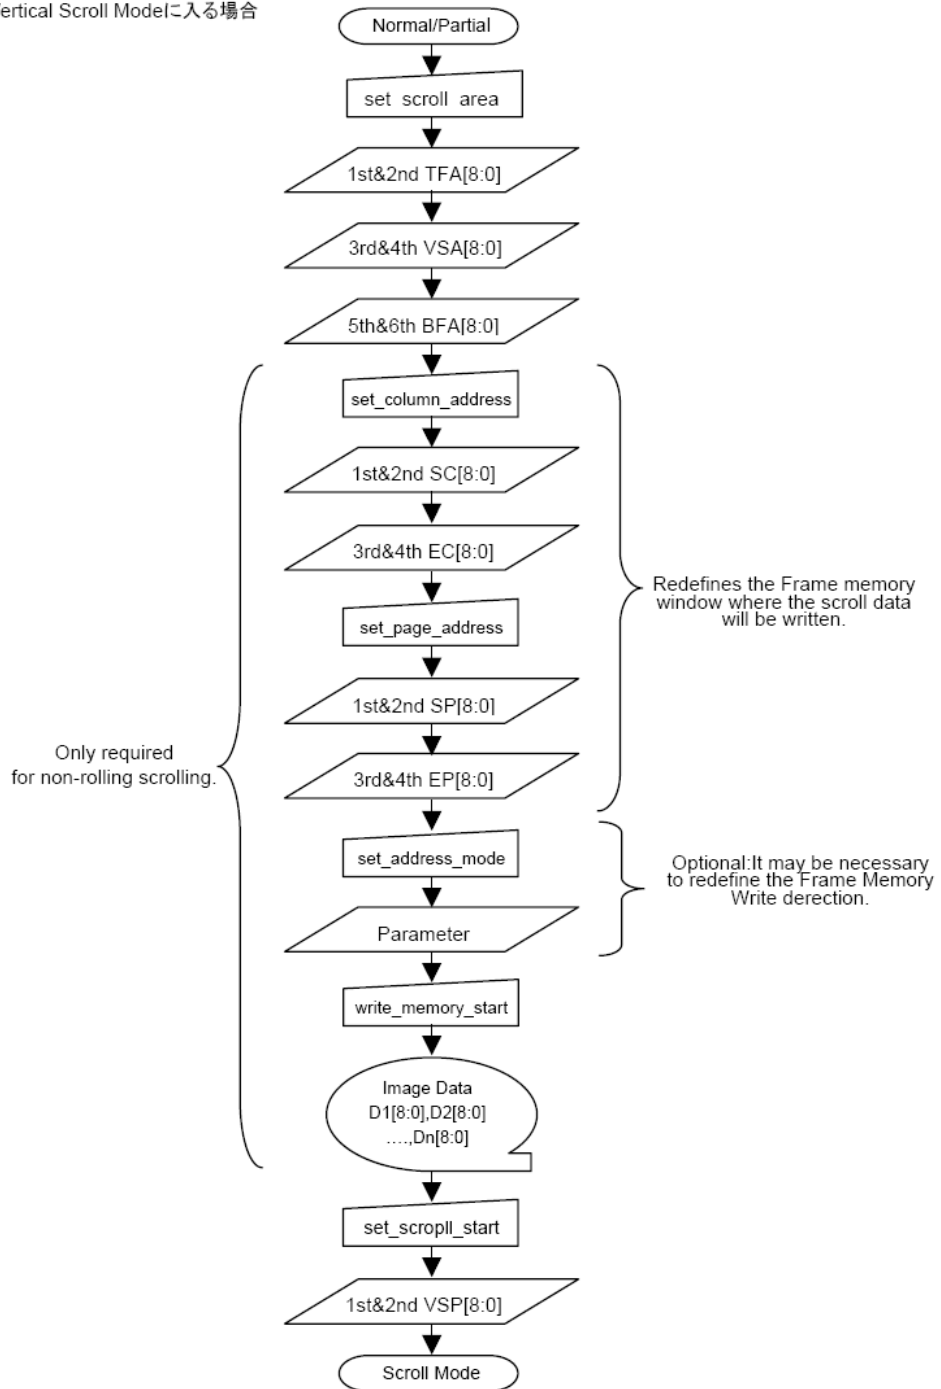 Vertical Scroll Modeに入る場合
Normal/Partial
set scroll area
1st&2nd TFA[8:0]
3rd&4th VSA[8:0]
5th&6th BFA[8:0]
set_column_address
1st&2nd SC[8:0]
3rd&4th EC[8:0]
Redefines the Frame memory
window where the scroll data
will be written.
set_page_address
1st&2nd SP[8:0]
Only required
for non-rolling scrolling.
3rd&4th EP[8:0]
set_address_mode
Optional:It may be necessary
to redefine the Frame Memory
Write derection.
Parameter
write_memory_start
Image Data
D1[8:0],D2[8:0]
....,Dn[8:0]
set_scropll_start
1st&2nd VSP[8:0]
Scroll Mode